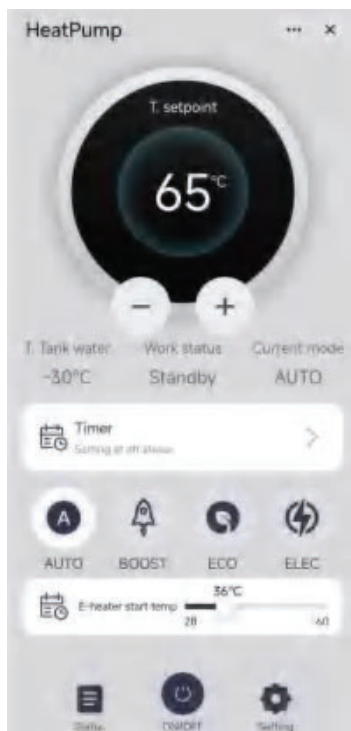 HeatPump ... ×
T. setpoint
65°C
− +
T. Tank water Work status Current mode
-30°C Standby AUTO
Timer
A
AUTO BOOST ECO ELEC
36°C
E-heater start temp
28 60
Status ON/OFF Setting